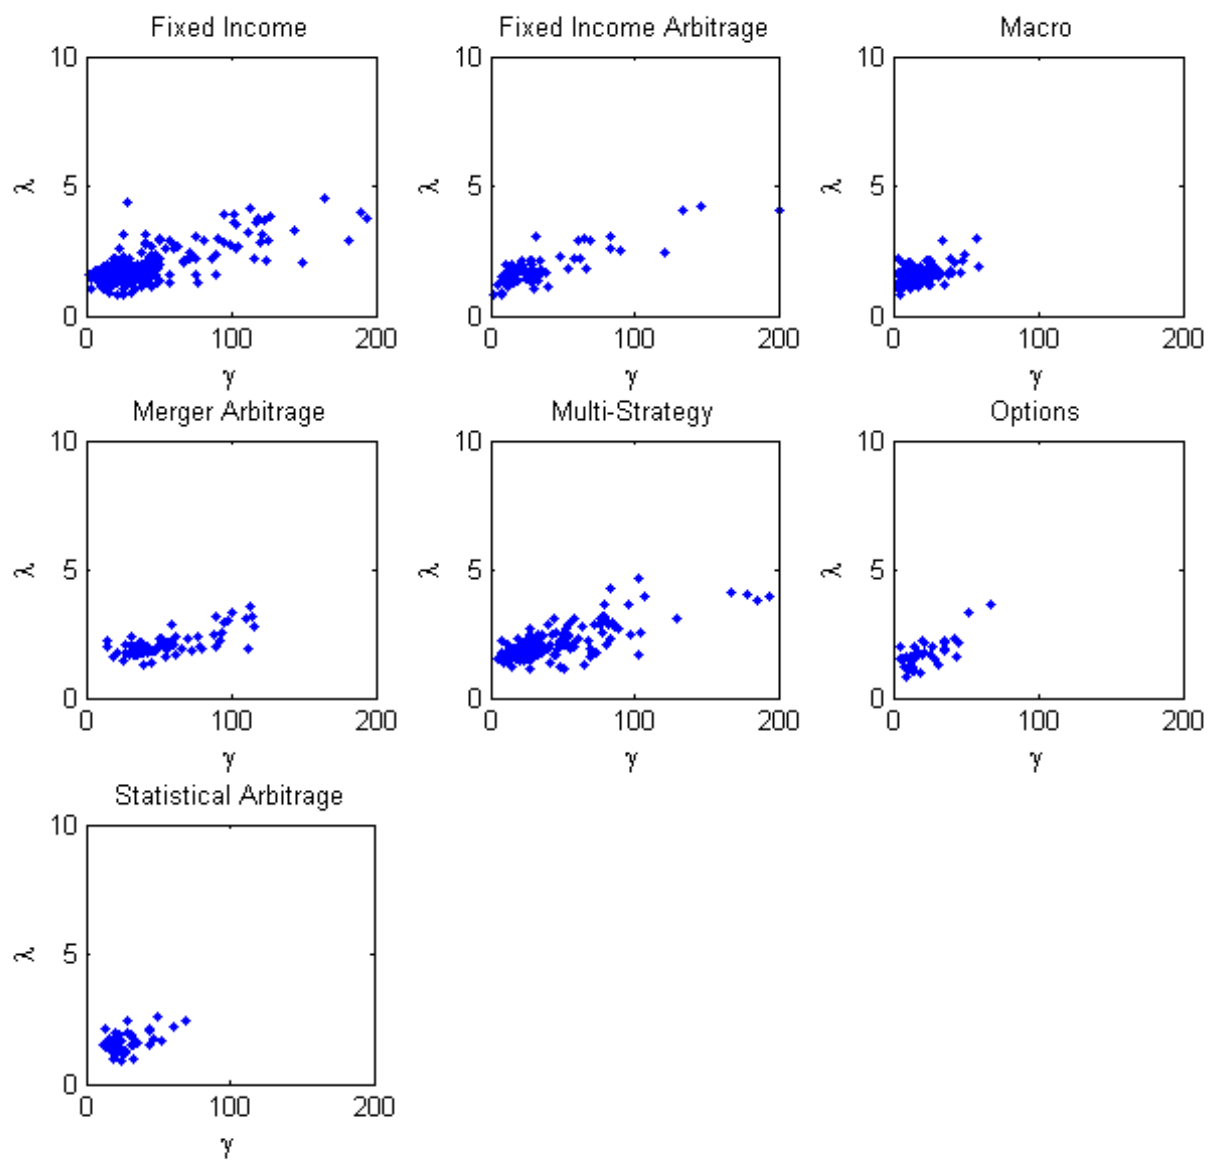 Fixed Income Fixed Income Arbitrage Macro
10 10 10
λ 5 λ 5 λ 5
0 0 0
0 100 200 0 100 200 0 100 200
γ γ γ
Merger Arbitrage Multi-Strategy Options
10 10 10
λ 5 λ 5 λ 5
0 0 0
0 100 200 0 100 200 0 100 200
γ γ γ
Statistical Arbitrage
10
λ 5
0
0 100 200
γ